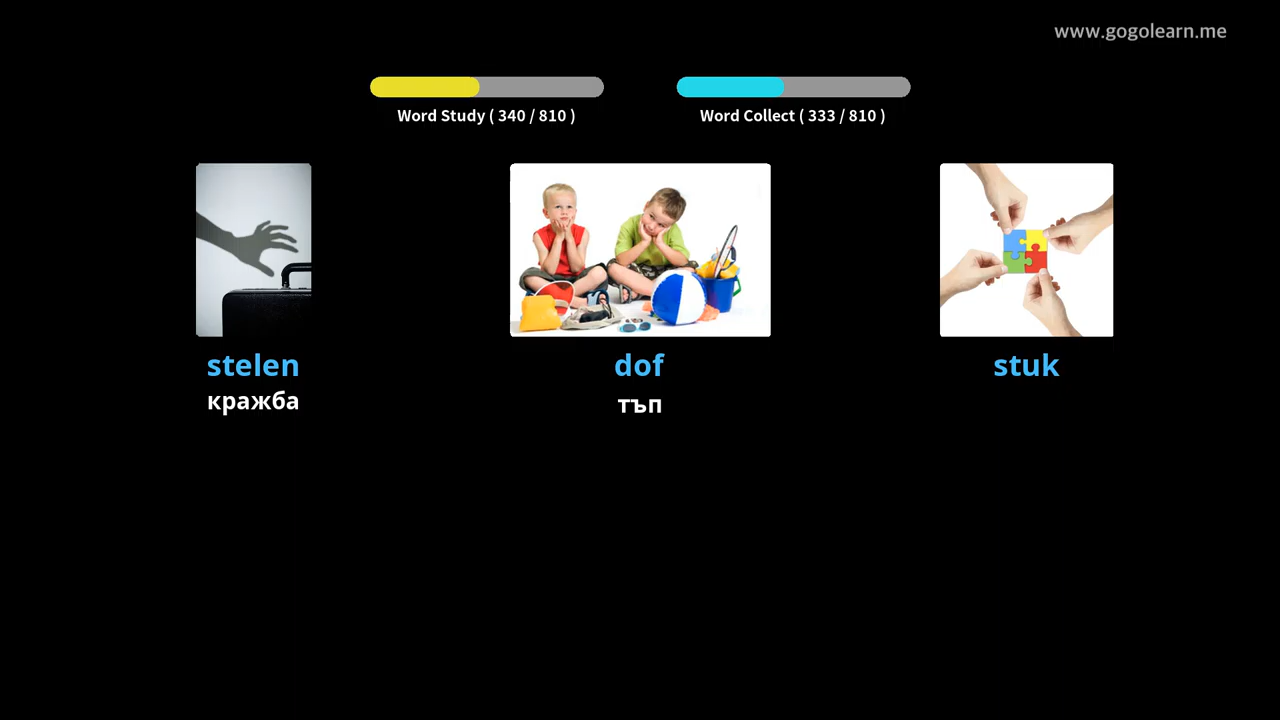 www.gogolearn.me
Word Study ( 340 / 810 )
Word Collect ( 333 / 810 )
stelen
dof
stuk
кражба
тъп